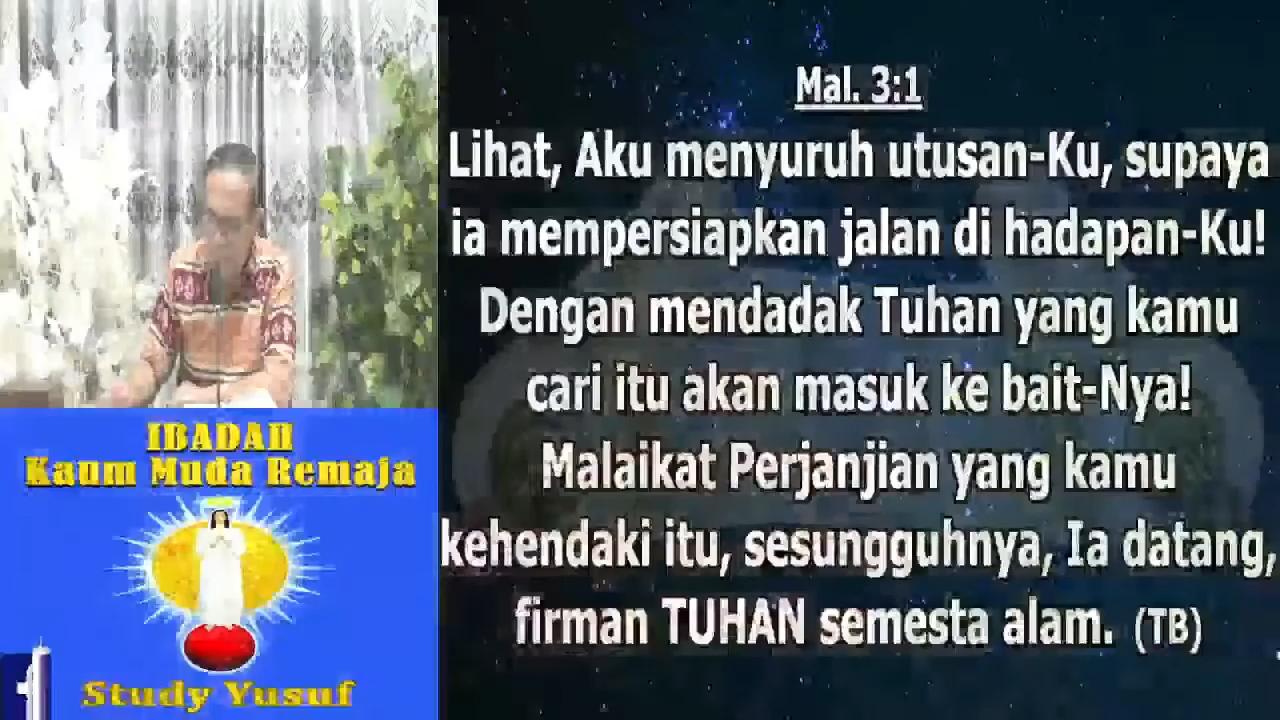 Mal. 3:1
Lihat, Aku menyuruh utusan-Ku, supaya
ia mempersiapkan jalan di hadapan-Ku!
Dengan mendadak Tuhan yang kamu
cari itu akan masuk ke bait-Nya!
Malaikat Perjanjian yang kamu
kehendaki itu, sesungguhnya, Ia datang,
firman TUHAN semesta alam. (TB)
IBADAH
Kaum Muda Remaja
Study Yusuf
f